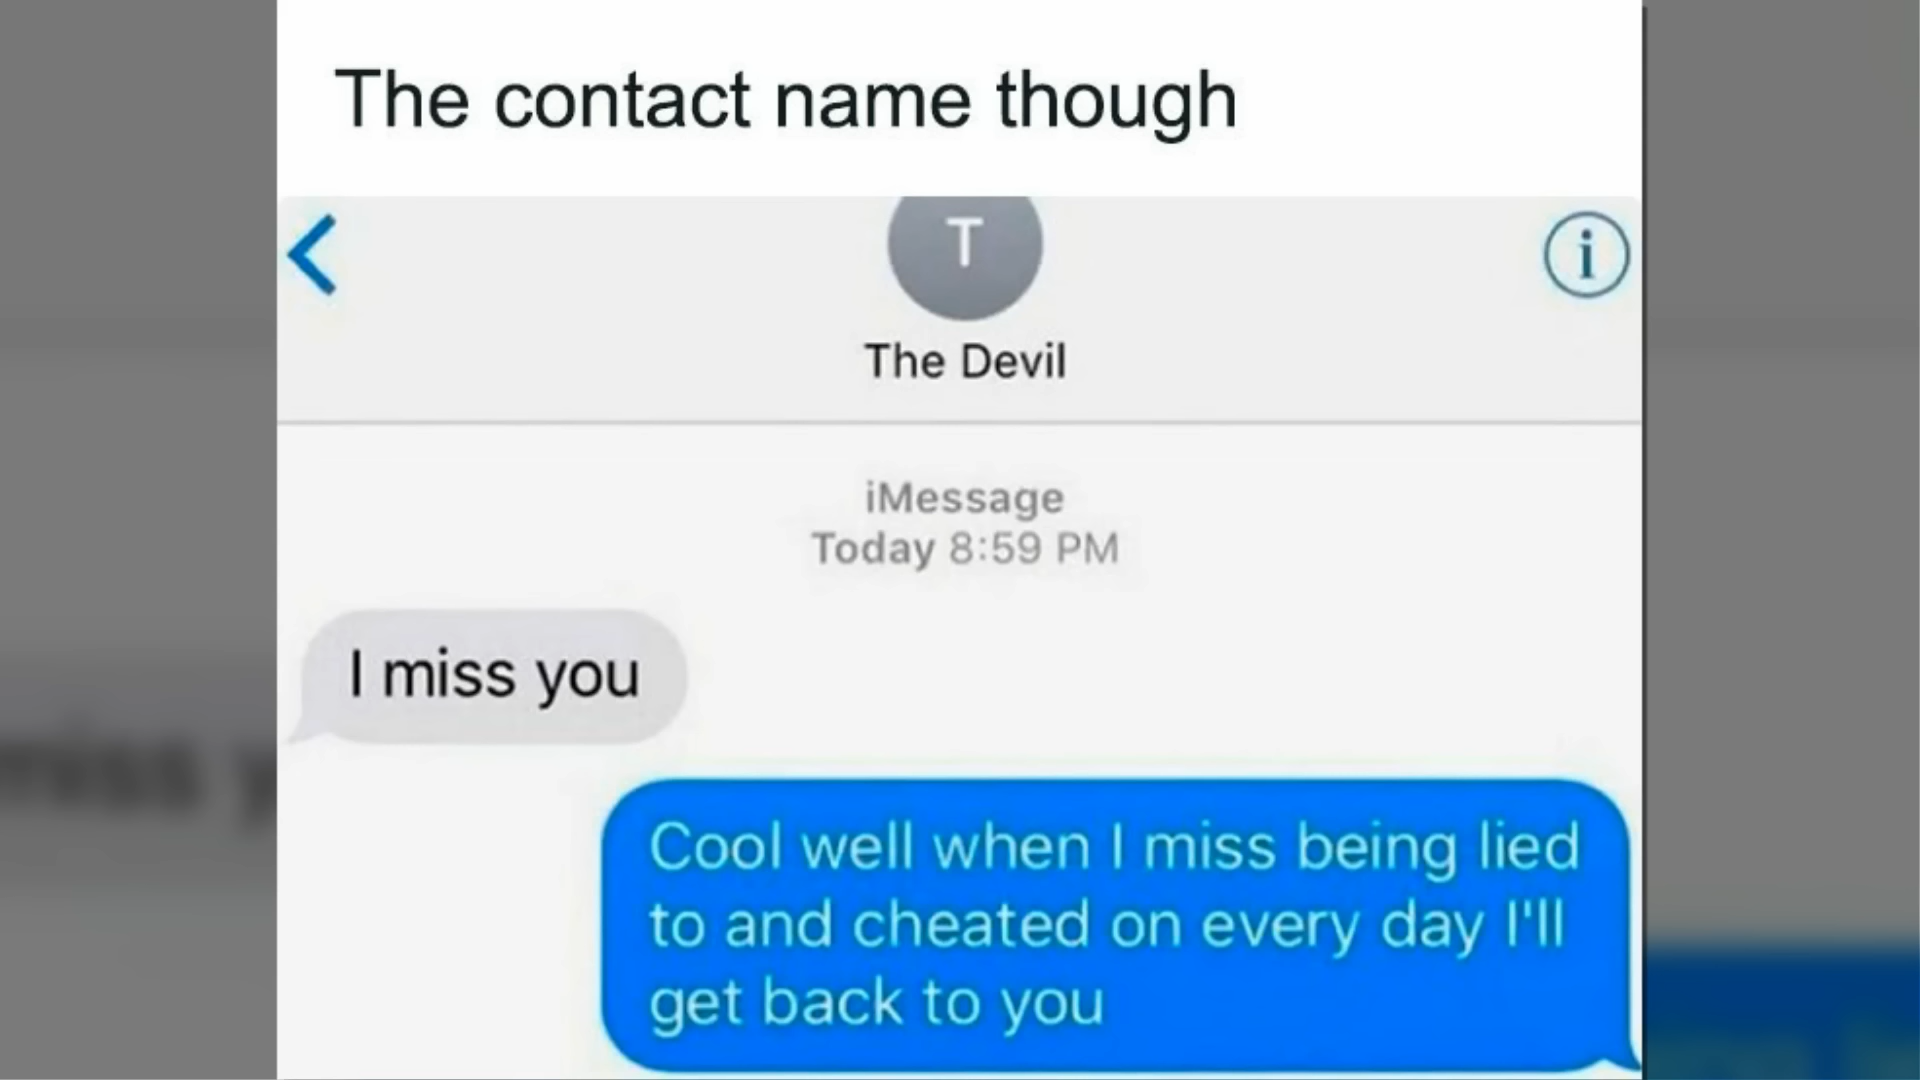 The contact name though
T
i
The Devil
iMessage
Today 8:59 PM
I miss you
Cool well when I miss being lied
to and cheated on every day I'll
get back to you